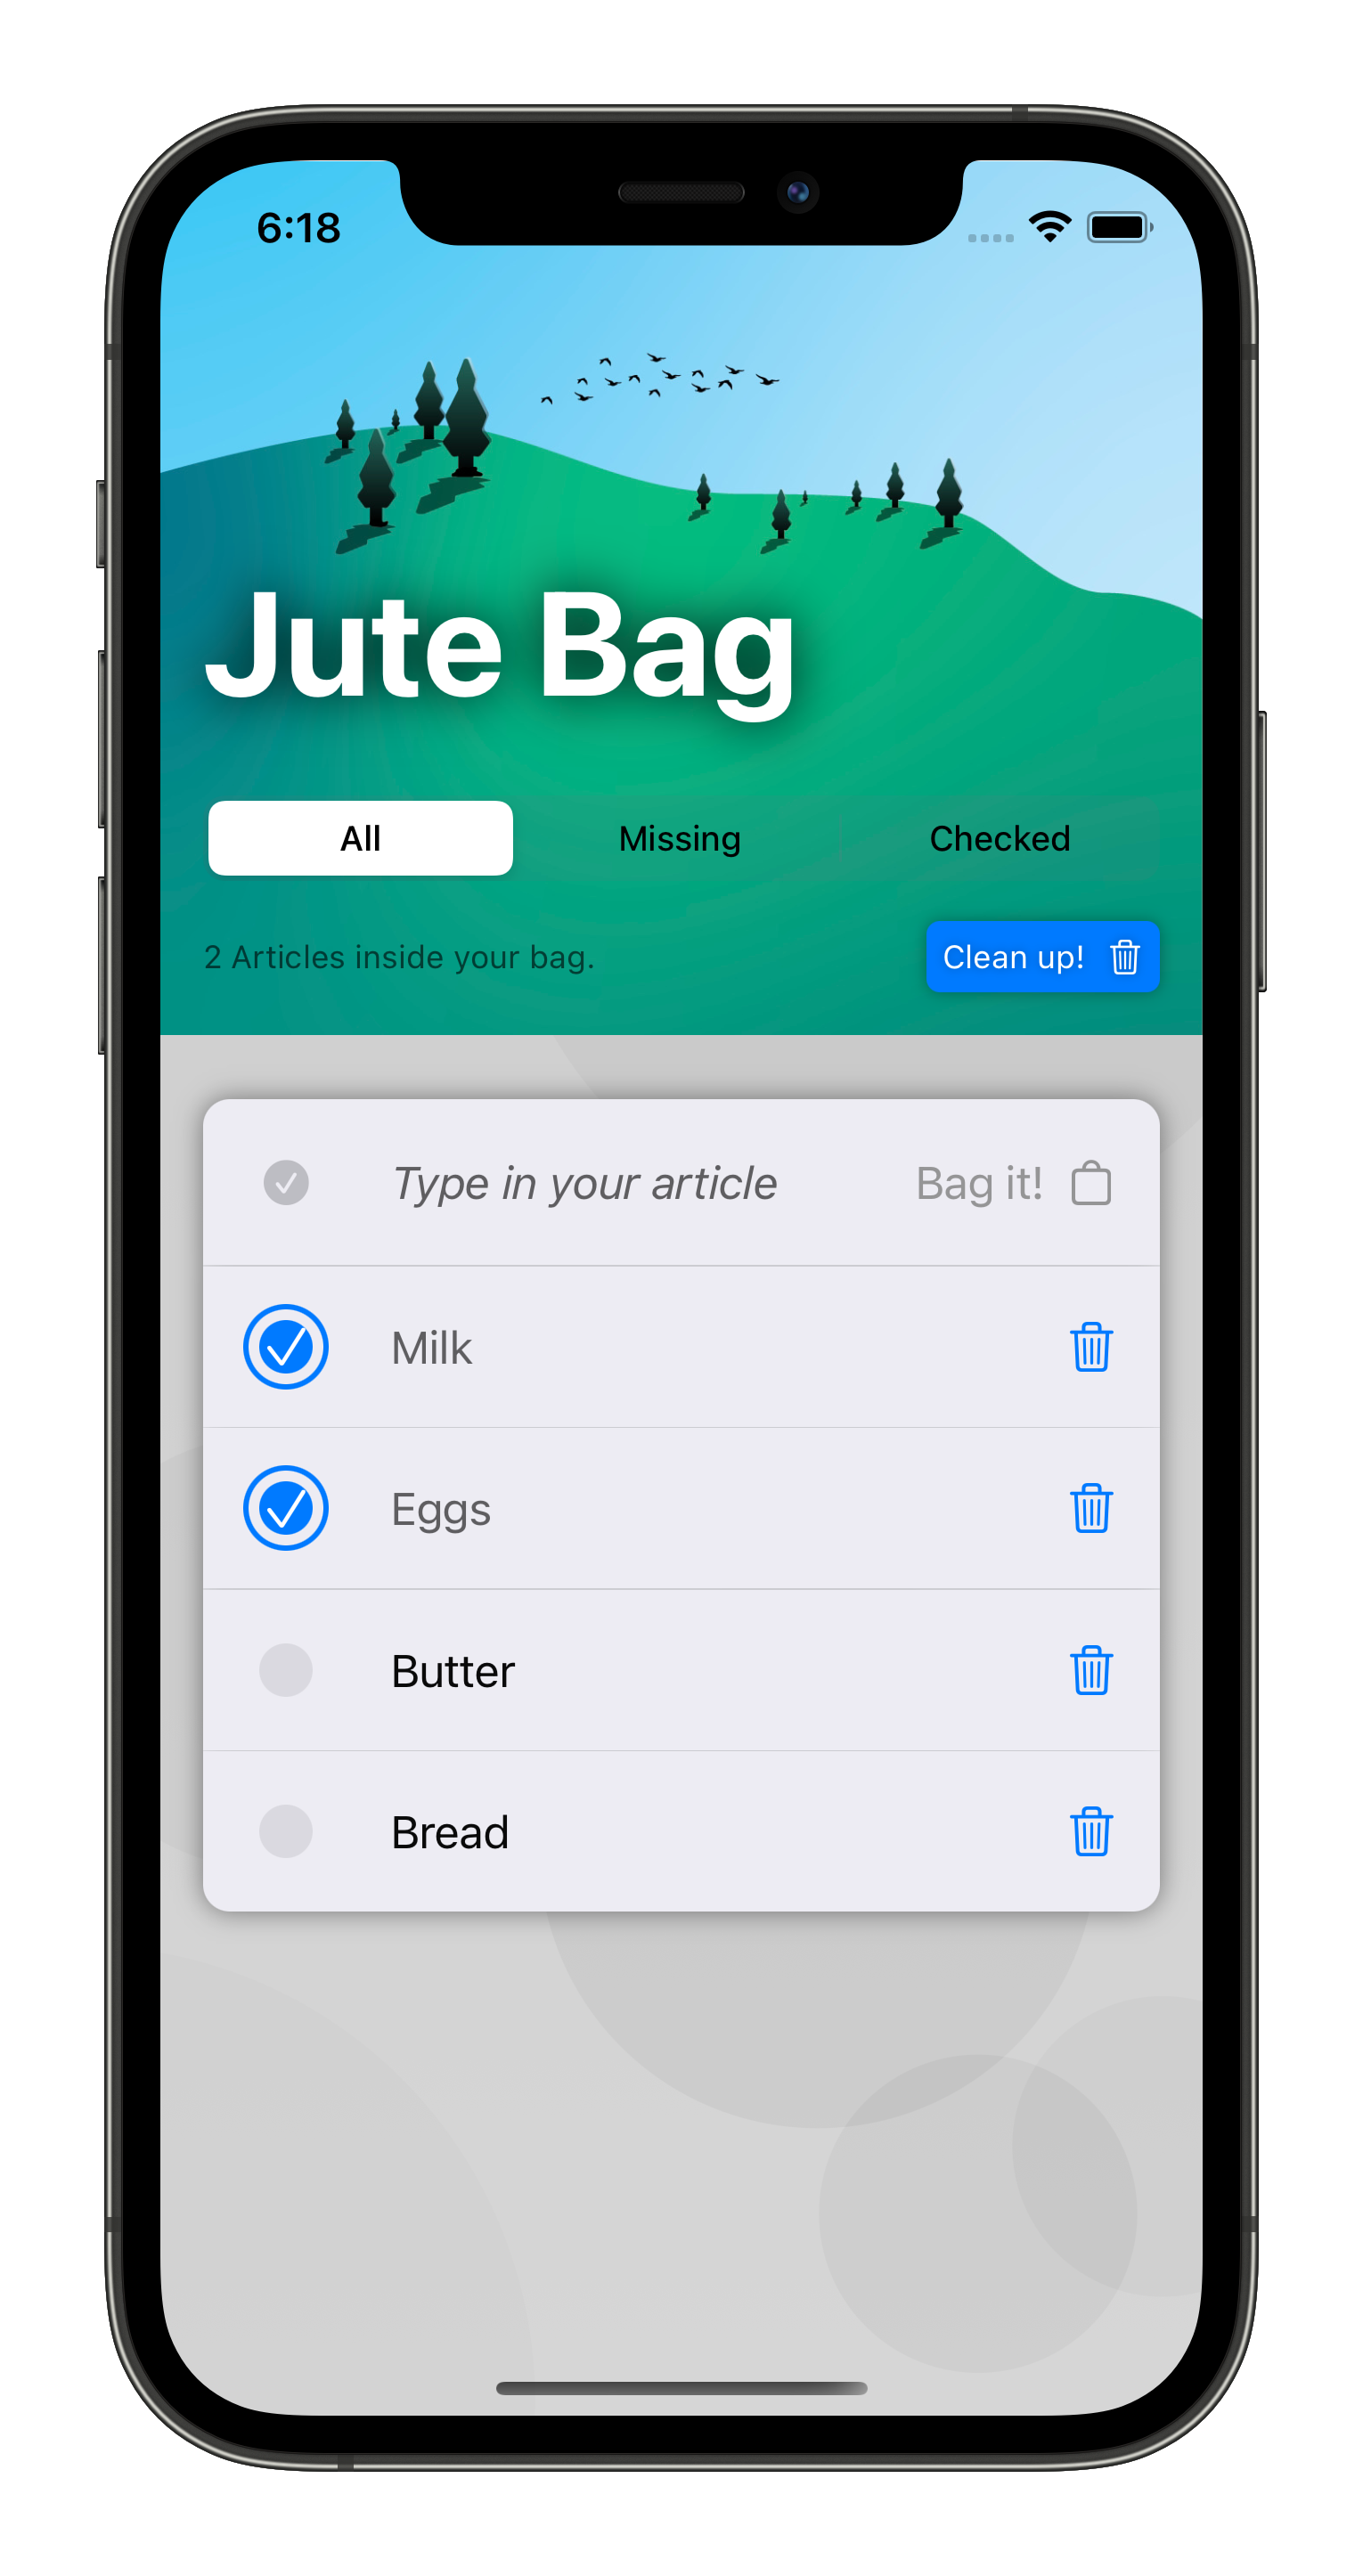 6:18
Jute Bag
All Missing Checked
2 Articles inside your bag. Clean up!
Type in your article Bag it!
Milk
Eggs
Butter
Bread